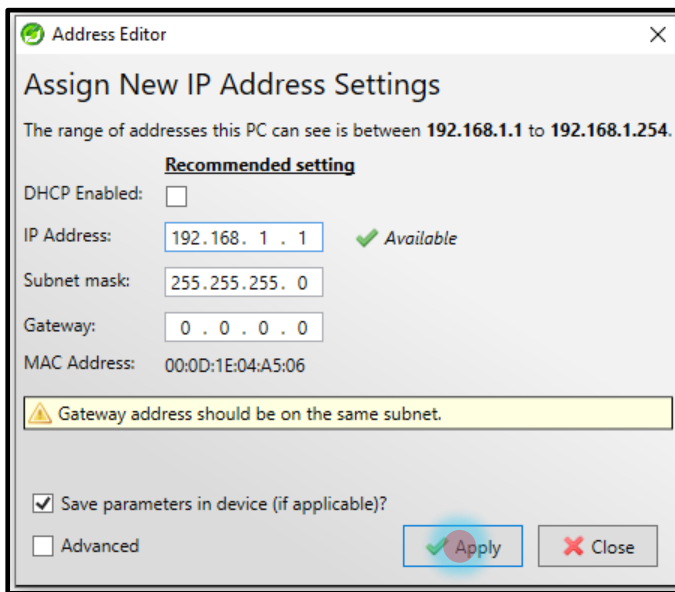 Address Editor
Assign New IP Address Settings
The range of addresses this PC can see is between 192.168.1.1 to 192.168.1.254.
Recommended setting
DHCP Enabled:
IP Address: 192.168. 1 . 1 Available
Subnet mask: 255.255.255. 0
Gateway: 0 . 0 . 0 . 0
MAC Address: 00:0D:1E:04:A5:06
Gateway address should be on the same subnet.
Save parameters in device (if applicable)?
Advanced Apply Close